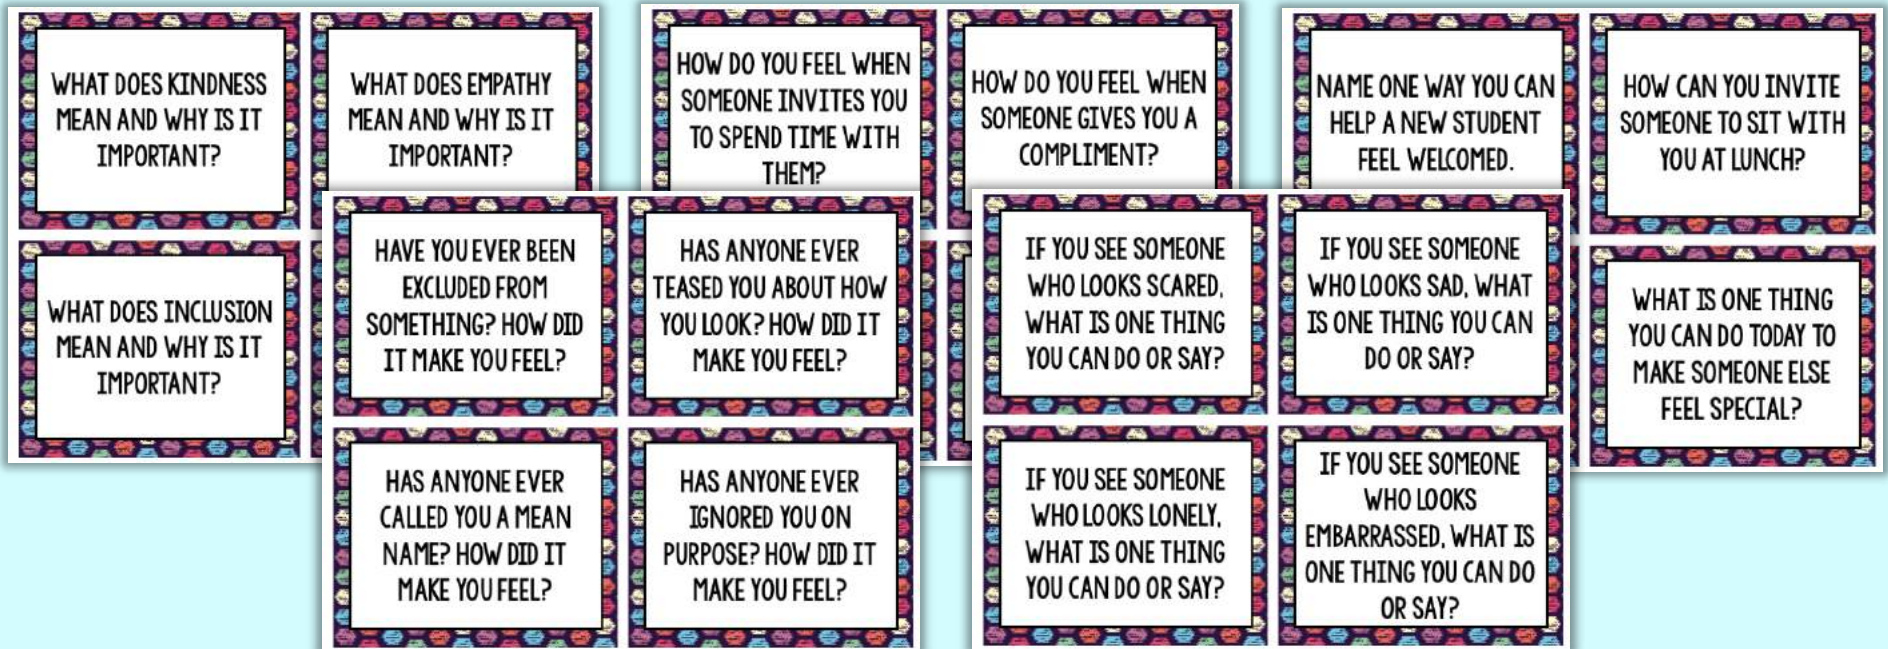 WHAT DOES KINDNESS
MEAN AND WHY IS IT
IMPORTANT?
WHAT DOES EMPATHY
MEAN AND WHY IS IT
IMPORTANT?
WHAT DOES INCLUSION
MEAN AND WHY IS IT
IMPORTANT?
HOW DO YOU FEEL WHEN
SOMEONE INVITES YOU
TO SPEND TIME WITH
THEM?
HOW DO YOU FEEL WHEN
SOMEONE GIVES YOU A
COMPLIMENT?
NAME ONE WAY YOU CAN
HELP A NEW STUDENT
FEEL WELCOMED.
HOW CAN YOU INVITE
SOMEONE TO SIT WITH
YOU AT LUNCH?
WHAT IS ONE THING
YOU CAN DO TODAY TO
MAKE SOMEONE ELSE
FEEL SPECIAL?
HAVE YOU EVER BEEN
EXCLUDED FROM
SOMETHING? HOW DID
IT MAKE YOU FEEL?
HAS ANYONE EVER
TEASED YOU ABOUT HOW
YOU LOOK? HOW DID IT
MAKE YOU FEEL?
HAS ANYONE EVER
CALLED YOU A MEAN
NAME? HOW DID IT
MAKE YOU FEEL?
HAS ANYONE EVER
IGNORED YOU ON
PURPOSE? HOW DID IT
MAKE YOU FEEL?
IF YOU SEE SOMEONE
WHO LOOKS SCARED,
WHAT IS ONE THING
YOU CAN DO OR SAY?
IF YOU SEE SOMEONE
WHO LOOKS SAD, WHAT
IS ONE THING YOU CAN
DO OR SAY?
IF YOU SEE SOMEONE
WHO LOOKS LONELY,
WHAT IS ONE THING
YOU CAN DO OR SAY?
IF YOU SEE SOMEONE
WHO LOOKS
EMBARRASSED, WHAT IS
ONE THING YOU CAN DO
OR SAY?